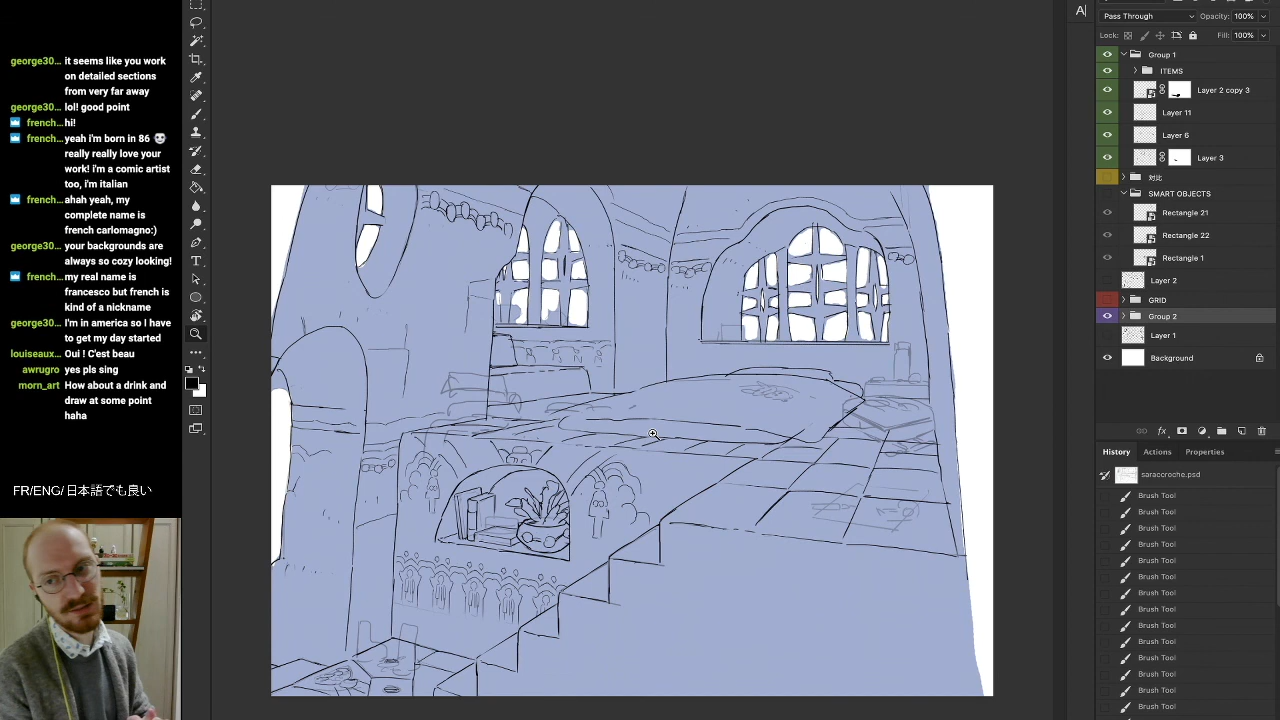 george30... it seems like you work
on detailed sections
from very far away
george30... lol! good point
french... hi!
french... yeah i'm born in 86
really really love your
work! i'm a comic artist
too, i'm italian
french... ahah yeah, my
complete name is
french carlomagno:)
george30... your backgrounds are
always so cozy looking!
french... my real name is
francesco but french is
kind of a nickname
george30... I'm in america so I have
to get my day started
louiseaux... Oui ! C'est beau
awrugro yes pls sing
morn_art How about a drink and
draw at some point
haha
FR/ENG/日本語でも良い
A
Pass Through Opacity: 100%
Lock: Fill: 100%
Group 1
ITEMS
Layer 2 copy 3
Layer 11
Layer 6
Layer 3
对比
SMART OBJECTS
Rectangle 21
Rectangle 22
Rectangle 1
Layer 2
GRID
Group 2
Layer 1
Background
fx
History Actions Properties
saraccroche.psd
Brush Tool
Brush Tool
Brush Tool
Brush Tool
Brush Tool
Brush Tool
Brush Tool
Brush Tool
Brush Tool
Brush Tool
Brush Tool
Brush Tool
Brush Tool
Brush Tool